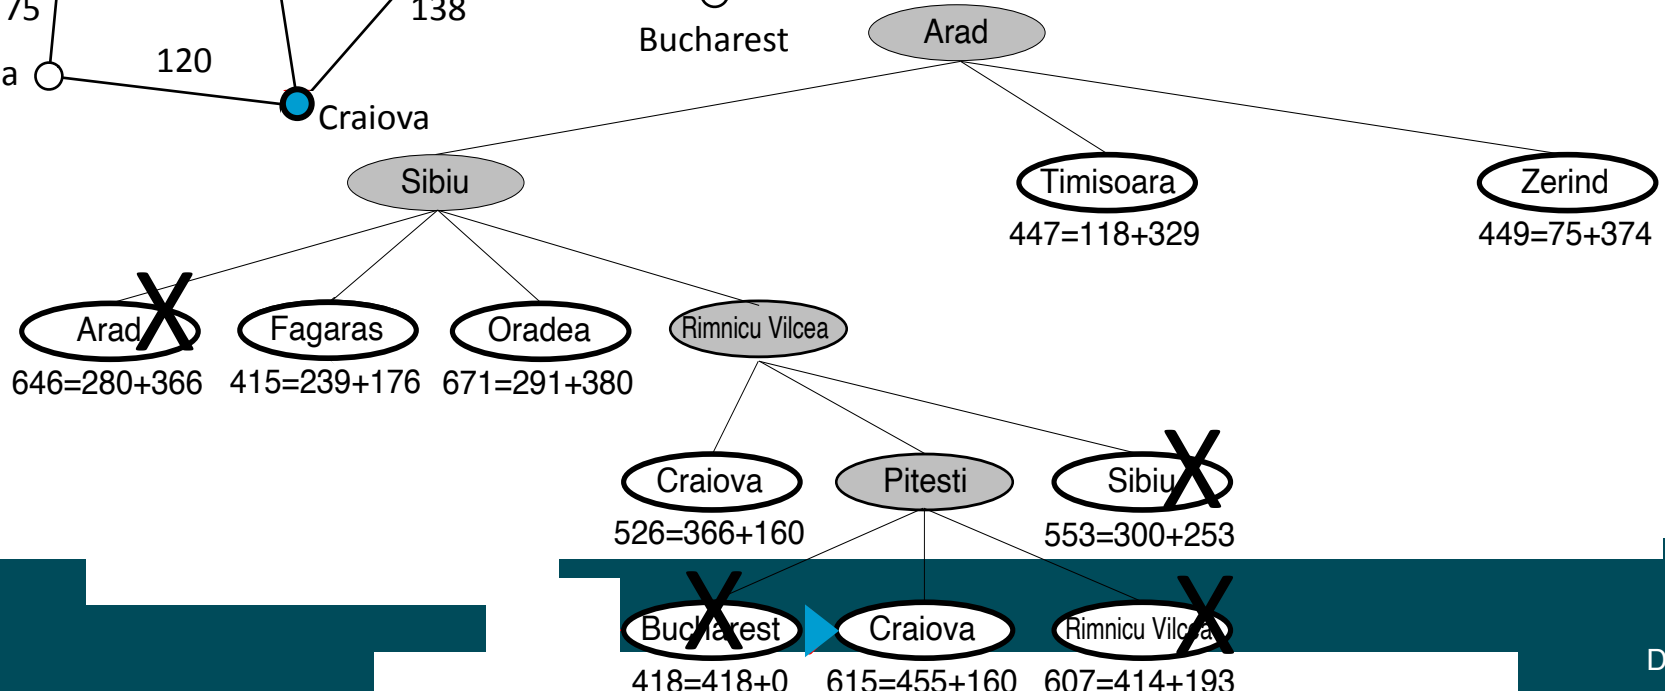 75
138
Bucharest
Arad
a
120
Craiova
Sibiu
Timisoara
Zerind
447=118+329
449=75+374
Arad X
Fagaras
Oradea
Rimnicu Vilcea
646=280+366
415=239+176
671=291+380
Craiova
Pitesti
Sibiu X
526=366+160
553=300+253
Bucharest X
Craiova
Rimnicu Vilcea X
D
418=418+0
615=455+160
607=414+193